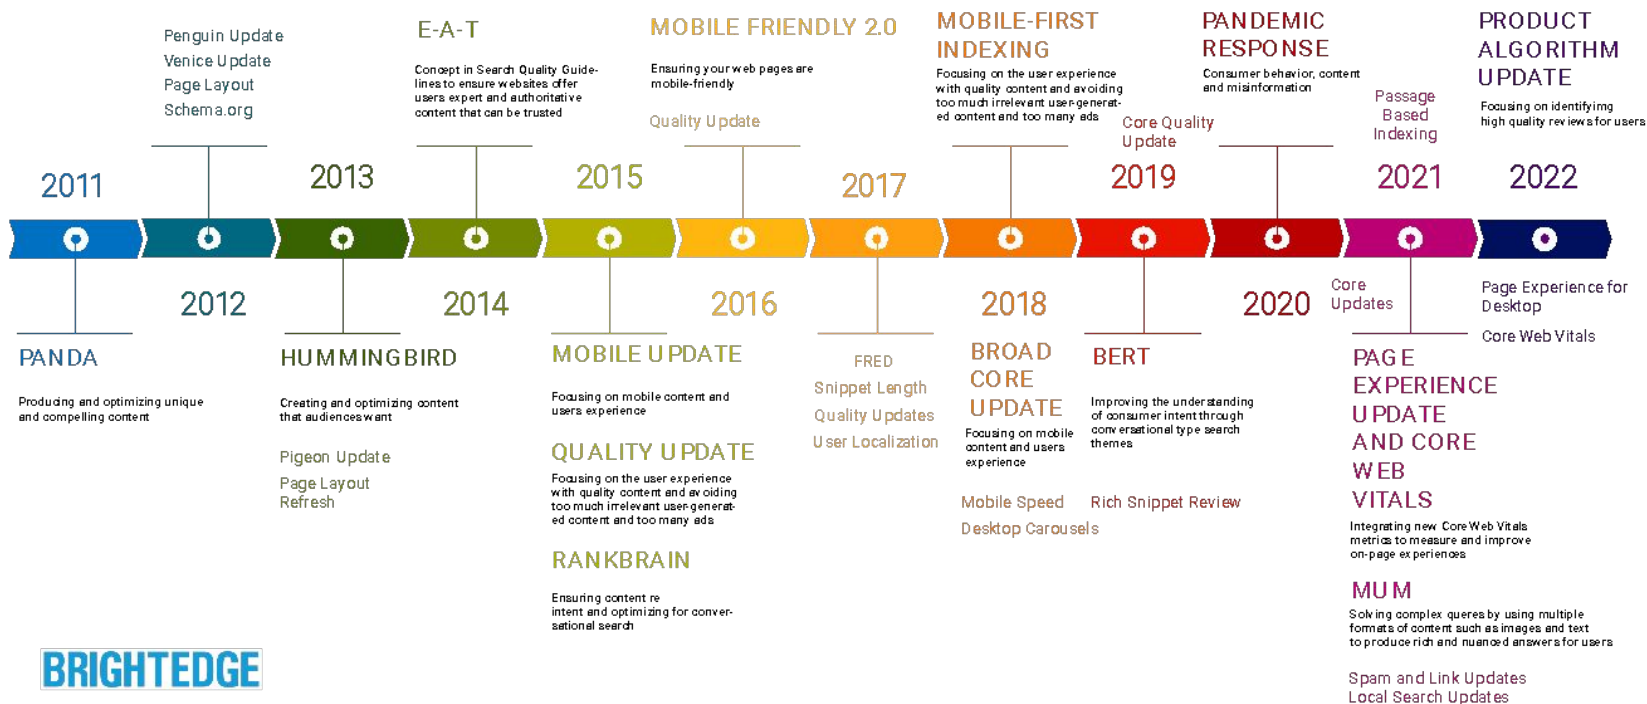 Penguin Update
Venice Update
Page Layout
Schema.org
E-A-T
Concept in Search Quality Guide-
lines to ensure websites offer
users expert and authoritative
content that can be trusted
MOBILE FRIENDLY 2.0
Ensuring your web pages are
mobile-friendly
Quality Update
MOBILE-FIRST
INDEXING
Focusing on the user experience
with quality content and avoiding
too much irrelevant user-generat-
ed content and too many ads
Core Quality
Update
PANDEMIC
RESPONSE
Consumer behavior, content
and misinformation
Passage
Based
Indexing
PRODUCT
ALGORITHM
UPDATE
Focusing on identifyimg
high quality reviews for users
2011
2013
2015
2017
2019
2021
2022
2012
2014
2016
2018
2020
Core
Updates
Page Experience for
Desktop
Core Web Vitals
PANDA
Producing and optimizing unique
and compelling content
HUMMINGBIRD
Creating and optimizing content
that audiences want
Pigeon Update
Page Layout
Refresh
MOBILE UPDATE
Focusing on mobile content and
users experience
QUALITY UPDATE
Focusing on the user experience
with quality content and avoiding
too much irrelevant user-generat-
ed content and too many ads
RANKBRAIN
Ensuring content re
intent and optimizing for conver-
sational search
FRED
Snippet Length
Quality Updates
User Localization
BROAD
CORE
UPDATE
Focusing on mobile
content and users
experience
Mobile Speed
Desktop Carousels
BERT
Improving the understanding
of consumer intent through
conversational type search
themes
Rich Snippet Review
PAGE
EXPERIENCE
UPDATE
AND CORE
WEB
VITALS
Integrating new Core Web Vitals
metrics to measure and improve
on-page experiences
MUM
Solving complex queres by using multiple
formats of content such as images and text
to produce rich and nuanced answers for users
Spam and Link Updates
Local Search Updates
BRIGHTEDGE